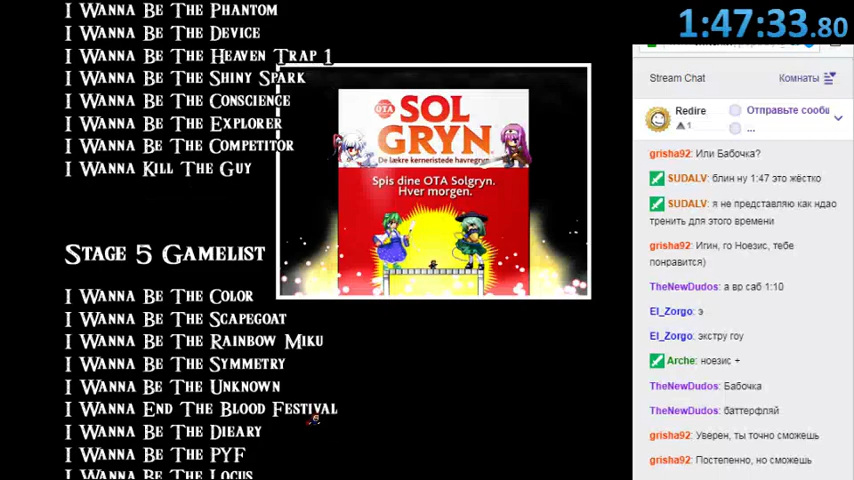 I Wanna Be The Phantom
I Wanna Be The Device
I Wanna Be The Heaven Trap 1
I Wanna Be The Shiny Spark
I Wanna Be The Conscience
I Wanna Be The Explorer
I Wanna Be The Competitor
I Wanna Kill The Guy
OTA
SOL
GRYN
De lækre kerneristede havregryn
Spis dine OTA Solgryn.
Hver morgen.
Stage 5 Gamelist
I Wanna Be The Color
I Wanna Be The Scapegoat
I Wanna Be The Rainbow Miku
I Wanna Be The Symmetry
I Wanna Be The Unknown
I Wanna End The Blood Festival
I Wanna Be The Dieary
I Wanna Be The PYF
I Wanna Be The Locus
1:47:33.80
Stream Chat
Комнаты
Redire
1
Отправьте сообщ
...
grisha92: Или Бабочка?
SUDALV: блин ну 1:47 это жёстко
SUDALV: я не представляю как ндао
тренить для этого времени
grisha92: Игин, го Ноезис, тебе
понравится)
TheNewDudos: а вр саб 1:10
El_Zorgo: э
El_Zorgo: экстру гоу
Arche: ноезис +
TheNewDudos: Бабочка
TheNewDudos: баттерфляй
grisha92: Уверен, ты точно сможешь
grisha92: Постепенно, но сможешь